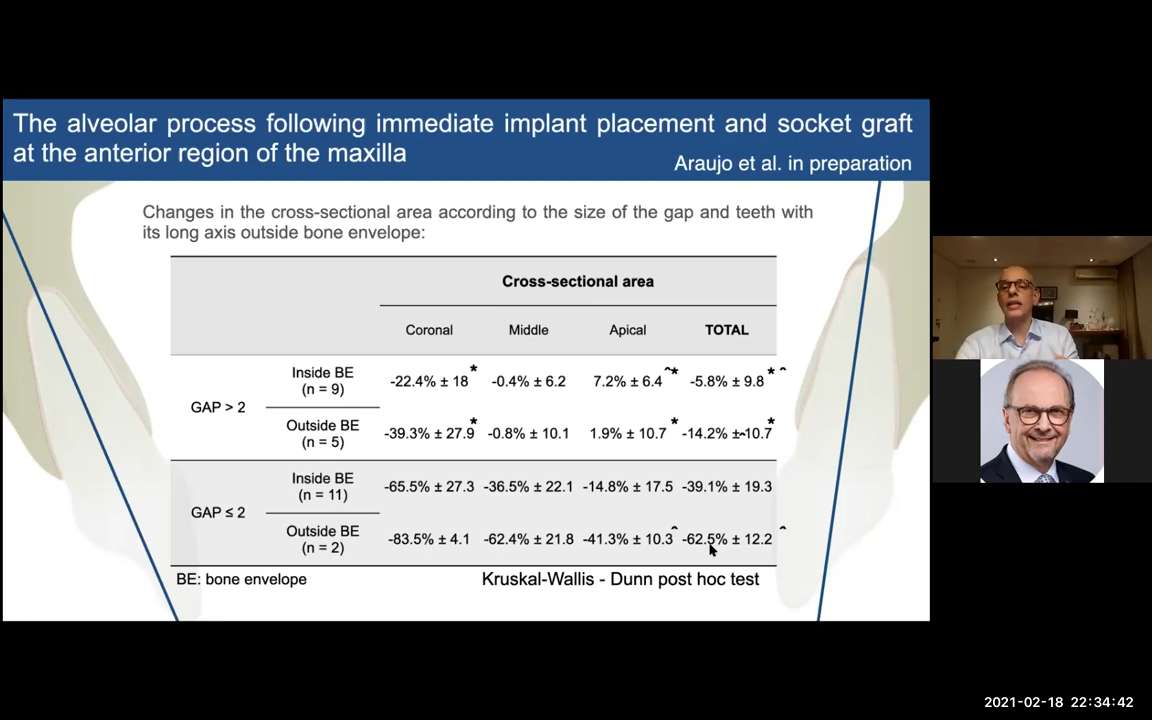 The alveolar process following immediate implant placement and socket graft
at the anterior region of the maxilla
Araujo et al. in preparation
Changes in the cross-sectional area according to the size of the gap and teeth with
its long axis outside bone envelope:
Cross-sectional area
Coronal Middle Apical TOTAL
GAP > 2
Inside BE
(n = 9)
-22.4% ± 18* -0.4% ± 6.2 7.2% ± 6.4^* -5.8% ± 9.8*^
Outside BE
(n = 5)
-39.3% ± 27.9* -0.8% ± 10.1 1.9% ± 10.7* -14.2% ±-10.7*
GAP ≤ 2
Inside BE
(n = 11)
-65.5% ± 27.3 -36.5% ± 22.1 -14.8% ± 17.5 -39.1% ± 19.3
Outside BE
(n = 2)
-83.5% ± 4.1 -62.4% ± 21.8 -41.3% ± 10.3^ -62.5% ± 12.2^
BE: bone envelope
Kruskal-Wallis - Dunn post hoc test
2021-02-18 22:34:42